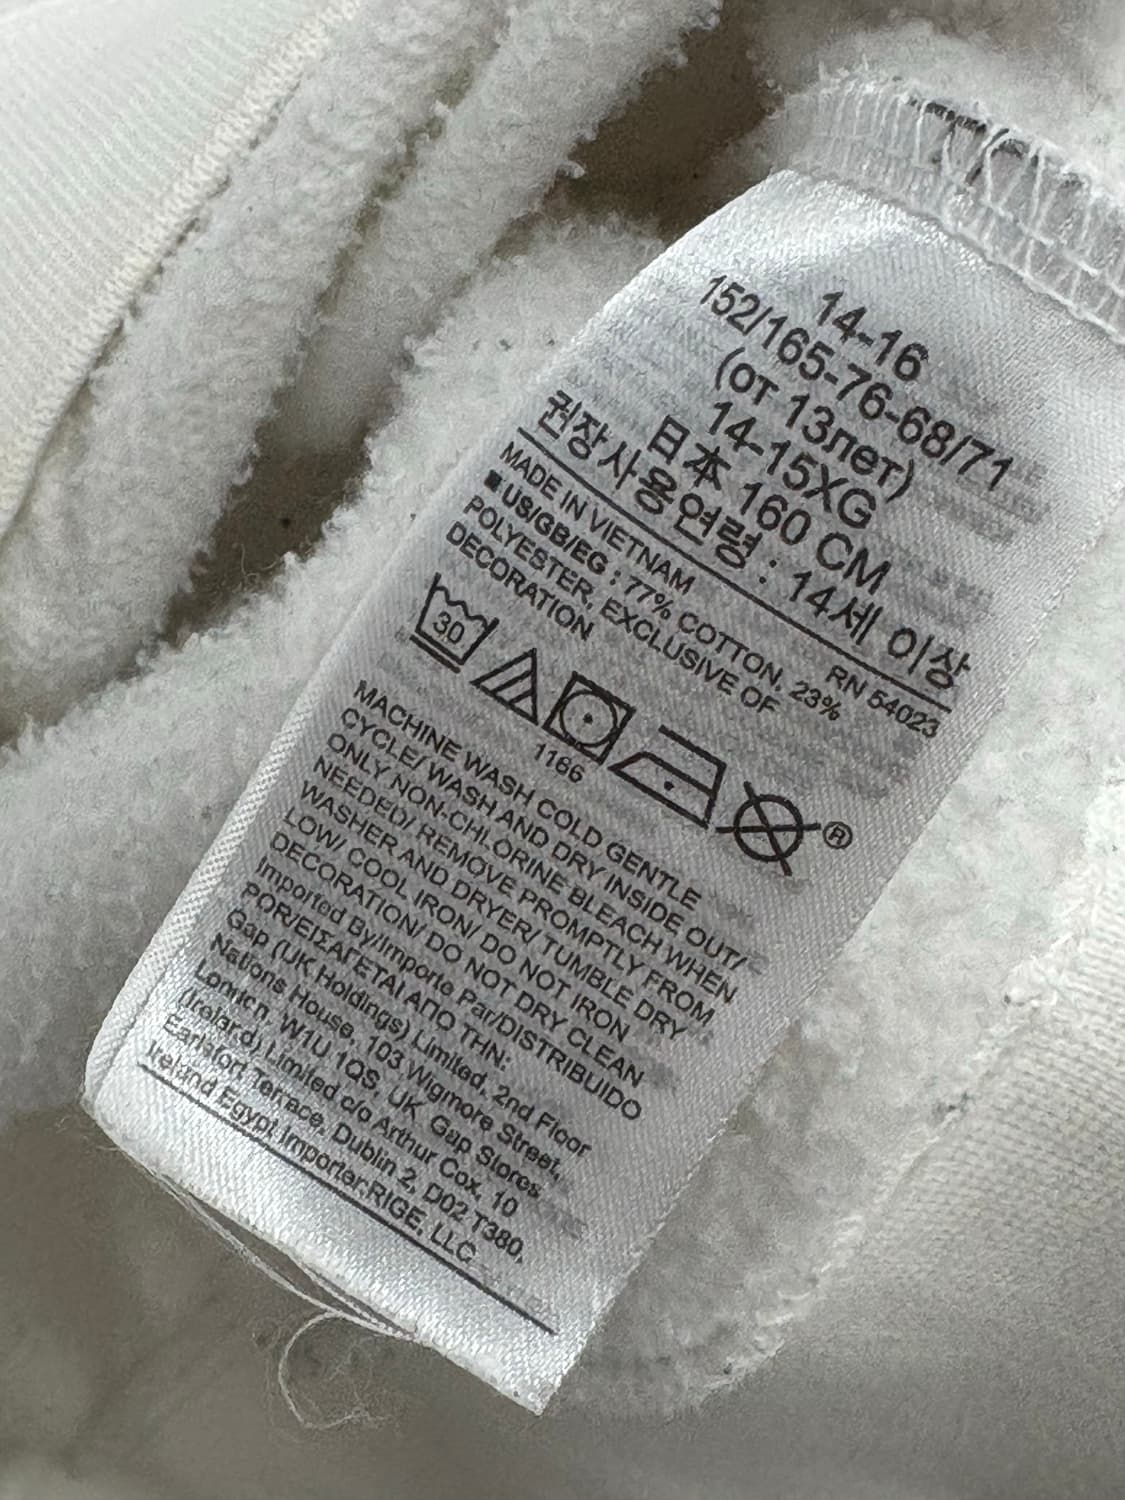 14-16
152/165-76-68/71
(от 13лет)
14-15XG
日本 160 CM
권장사용연령 : 14세 이상
MADE IN VIETNAM RN 54023
■ US/GB/EG : 77% COTTON, 23%
POLYESTER, EXCLUSIVE OF
DECORATION
30
1166
®
MACHINE WASH COLD GENTLE
CYCLE/ WASH AND DRY INSIDE OUT/
ONLY NON-CHLORINE BLEACH WHEN
NEEDED/ REMOVE PROMPTLY FROM
WASHER AND DRYER/ TUMBLE DRY
LOW/ COOL IRON/ DO NOT IRON
DECORATION/ DO NOT DRY CLEAN
Imported By/Importe Par/DISTRIBUIDO
POR/ΕΙΣΑΓΕΤΑΙ ΑΠΟ ΤΗΝ:
Gap (UK Holdings) Limited, 2nd Floor
Nations House, 103 Wigmore Street,
London, W1U 1QS, UK, Gap Stores
(Ireland) Limited c/o Arthur Cox, 10
Earlsfort Terrace, Dublin 2, D02 T380,
Ireland Egypt Importer:RIGE, LLC